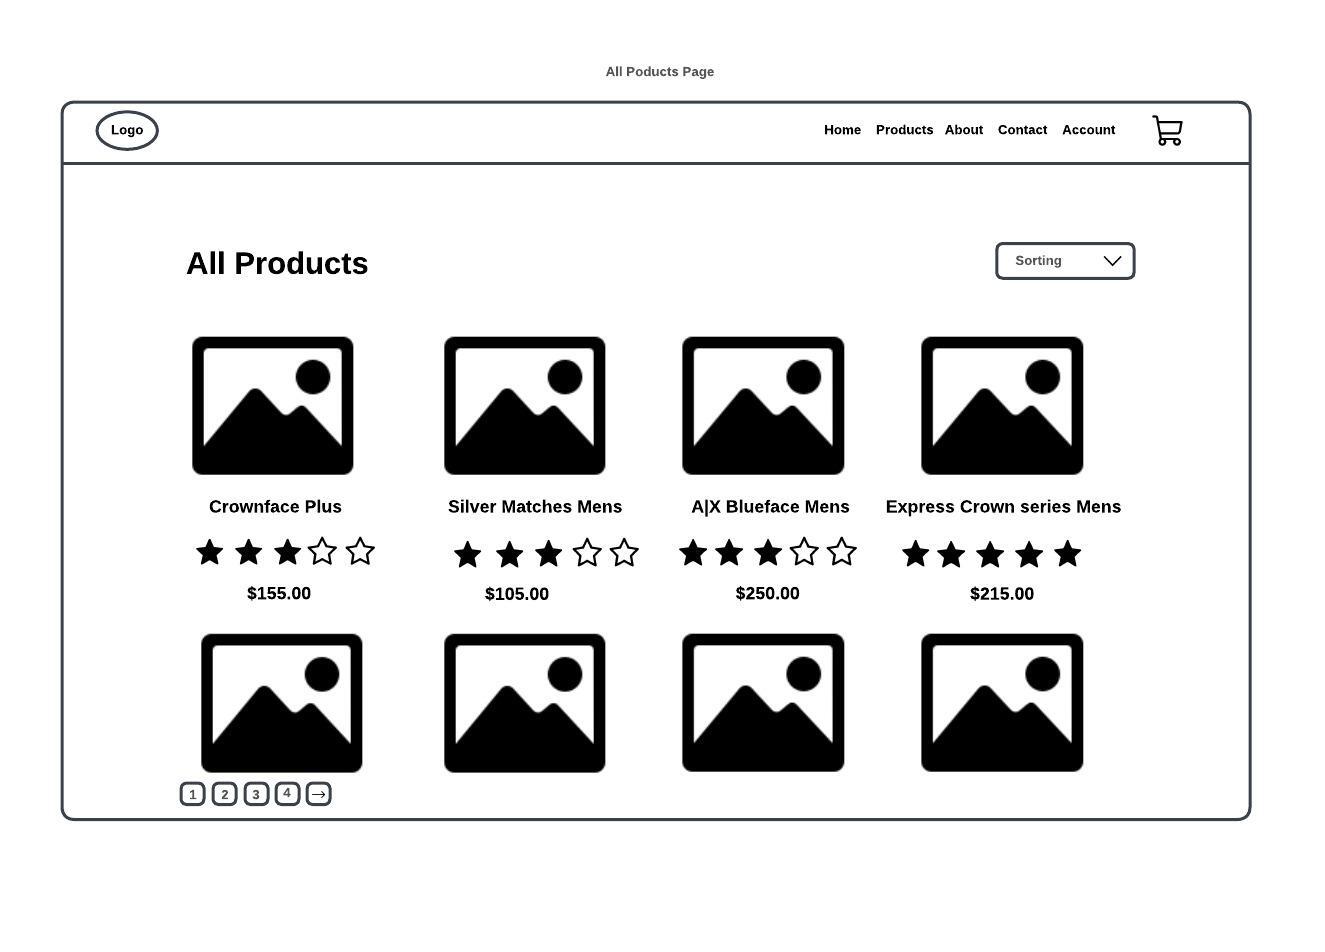 All Poducts Page
Logo
Home Products About Contact Account
All Products
Sorting
Crownface Plus
Silver Matches Mens
A|X Blueface Mens
Express Crown series Mens
$155.00
$105.00
$250.00
$215.00
1 2 3 4